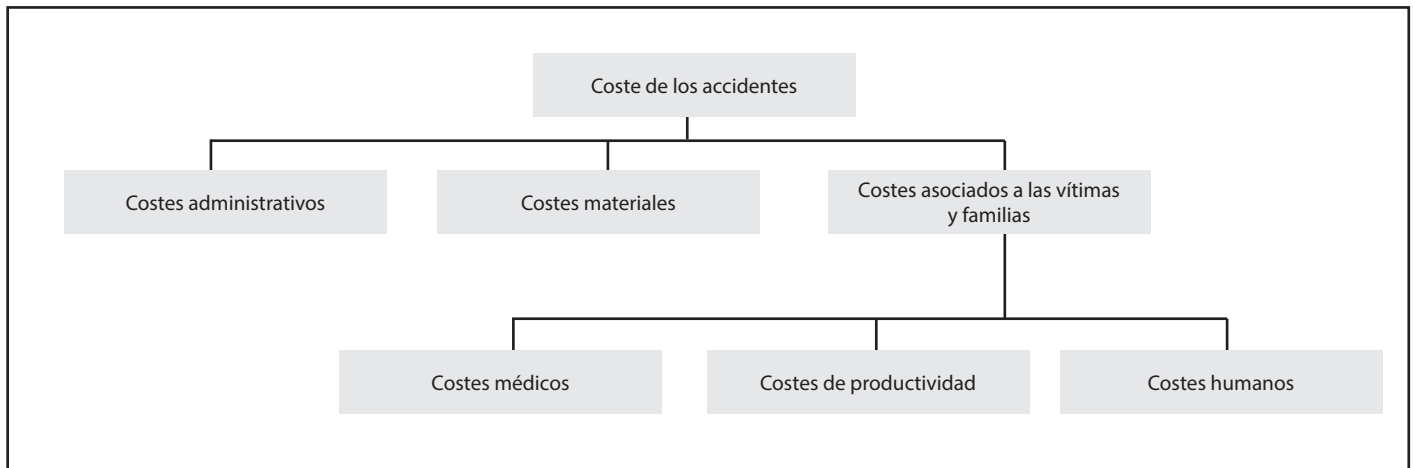 Coste de los accidentes
Costes administrativos
Costes materiales
Costes asociados a las vítimas
y familias
Costes médicos
Costes de productividad
Costes humanos